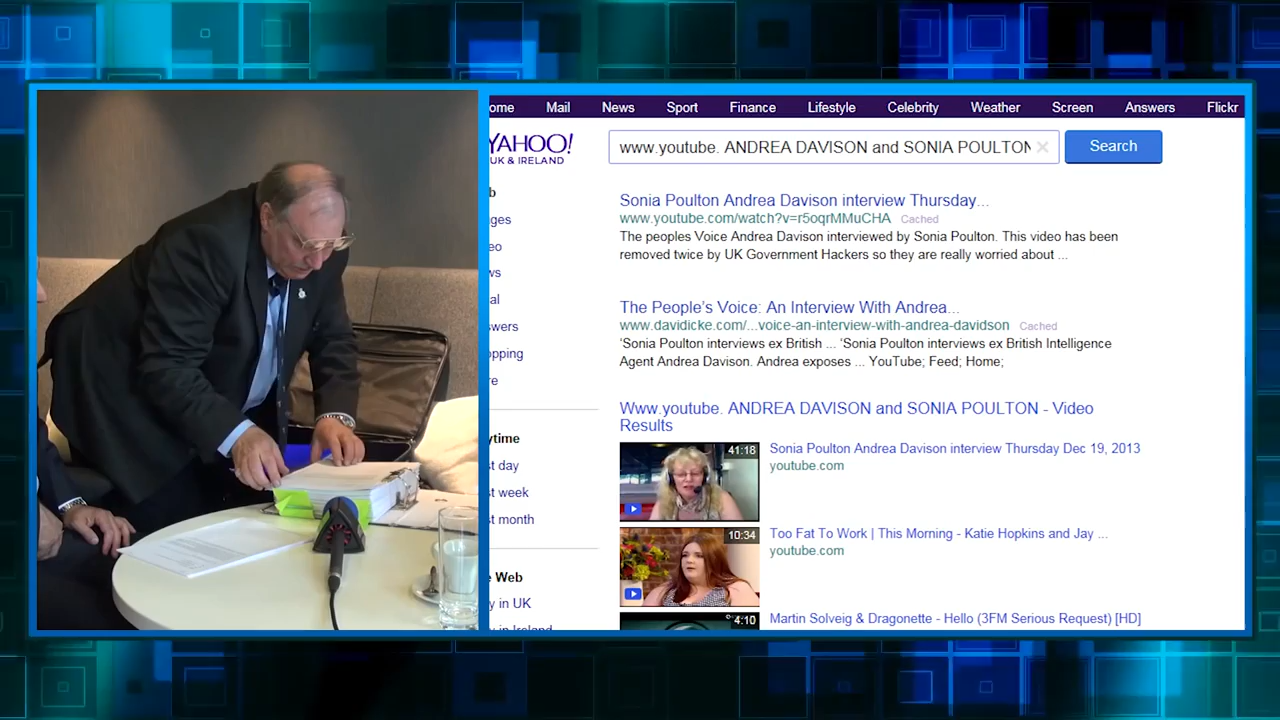 ome Mail News Sport Finance Lifestyle Celebrity Weather Screen Answers Flickr
YAHOO!
UK & IRELAND
www.youtube. ANDREA DAVISON and SONIA POULTON
Search
b
ges
eo
ws
al
swers
opping
re
ytime
st day
st week
st month
e Web
y in UK
y in Ireland
Sonia Poulton Andrea Davison interview Thursday...
www.youtube.com/watch?v=r5oqrMMuCHA Cached
The peoples Voice Andrea Davison interviewed by Sonia Poulton. This video has been
removed twice by UK Government Hackers so they are really worried about ...
The People's Voice: An Interview With Andrea...
www.davidicke.com/...voice-an-interview-with-andrea-davidson Cached
'Sonia Poulton interviews ex British ... 'Sonia Poulton interviews ex British Intelligence
Agent Andrea Davison. Andrea exposes ... YouTube; Feed; Home;
Www.youtube. ANDREA DAVISON and SONIA POULTON - Video
Results
41:18
Sonia Poulton Andrea Davison interview Thursday Dec 19, 2013
youtube.com
10:34
Too Fat To Work | This Morning - Katie Hopkins and Jay ...
youtube.com
4:10
Martin Solveig & Dragonette - Hello (3FM Serious Request) [HD]